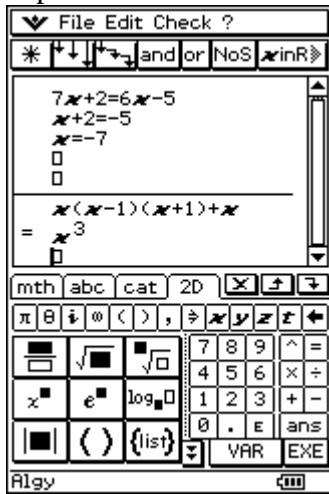 File Edit Check ?
and or NoS xinR
7x+2=6x-5
x+2=-5
x=-7
x(x-1)(x+1)+x
= x³
mth abc cat 2D
π θ i ∞ ( ) , ⇒ x y z t ←
√ 7 8 9 ^ =
4 5 6 × ÷
x e log 1 2 3 + -
|■| ( ) {list} 0 . E ans
VAR EXE
Algy